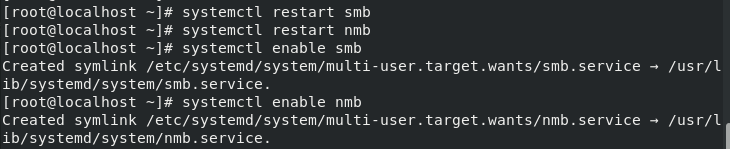 [root@localhost ~]# systemctl restart smb
[root@localhost ~]# systemctl restart nmb
[root@localhost ~]# systemctl enable smb
Created symlink /etc/systemd/system/multi-user.target.wants/smb.service → /usr/l
ib/systemd/system/smb.service.
[root@localhost ~]# systemctl enable nmb
Created symlink /etc/systemd/system/multi-user.target.wants/nmb.service → /usr/l
ib/systemd/system/nmb.service.